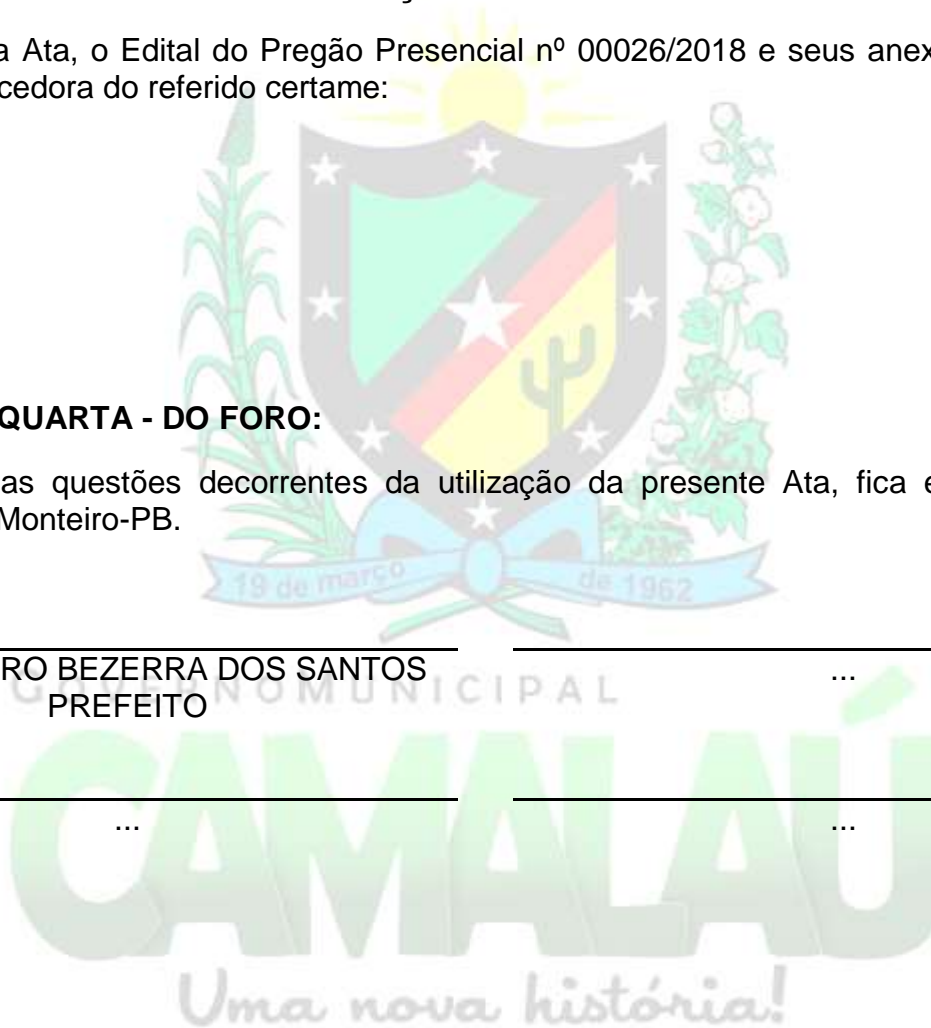 a Ata, o Edital do Pregão Presencial nº 00026/2018 e seus anex
cedora do referido certame:
QUARTA - DO FORO:
as questões decorrentes da utilização da presente Ata, fica e
Monteiro-PB.
19 de março de 1962
RO BEZERRA DOS SANTOS ...
PREFEITO
GOVERNO MUNICIPAL
CAMALAÚ
... ...
Uma nova história!